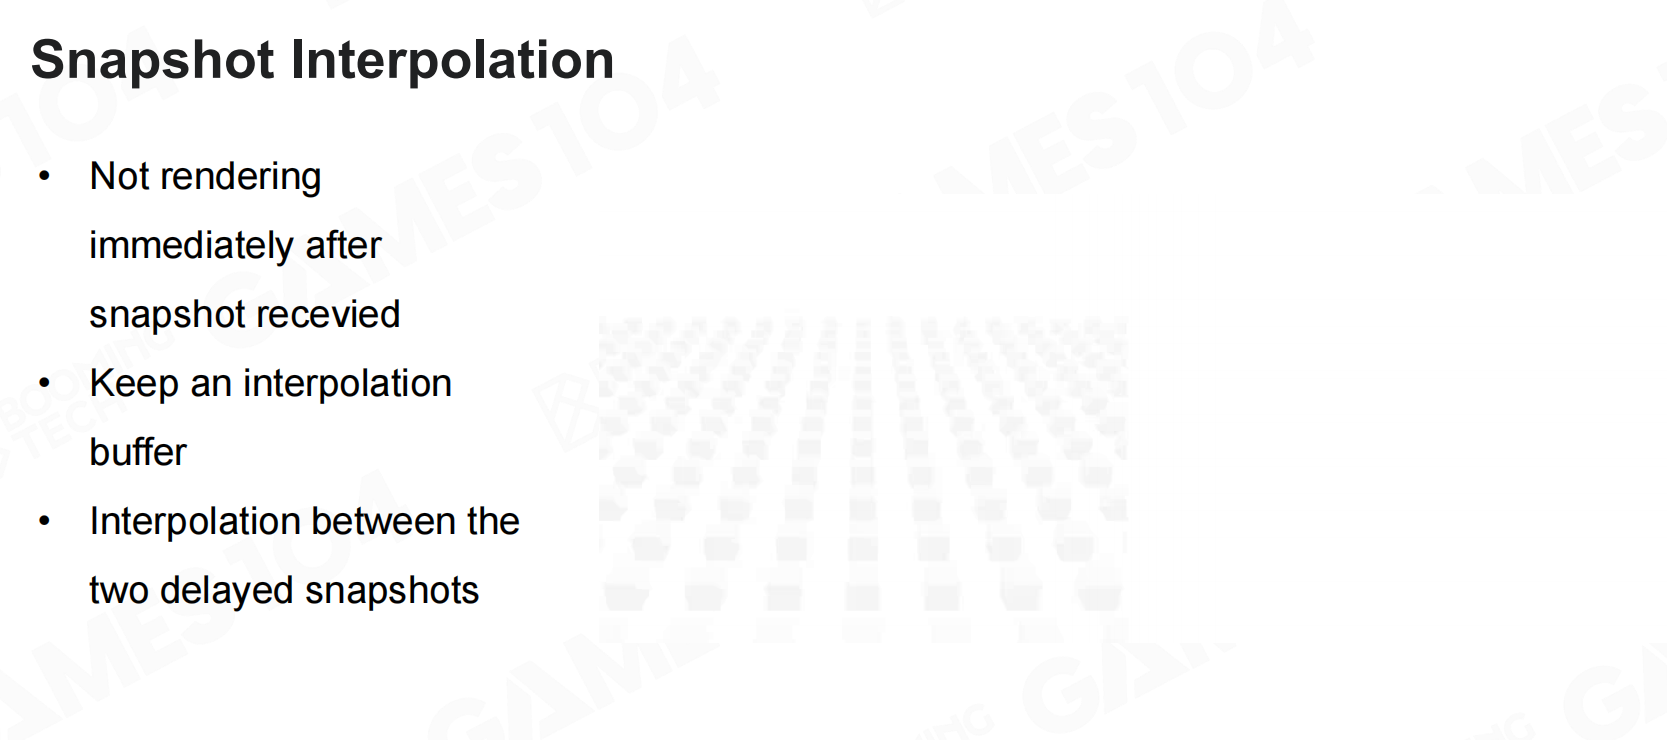 Snapshot Interpolation
• Not rendering
immediately after
snapshot recevied
• Keep an interpolation
buffer
• Interpolation between the
two delayed snapshots